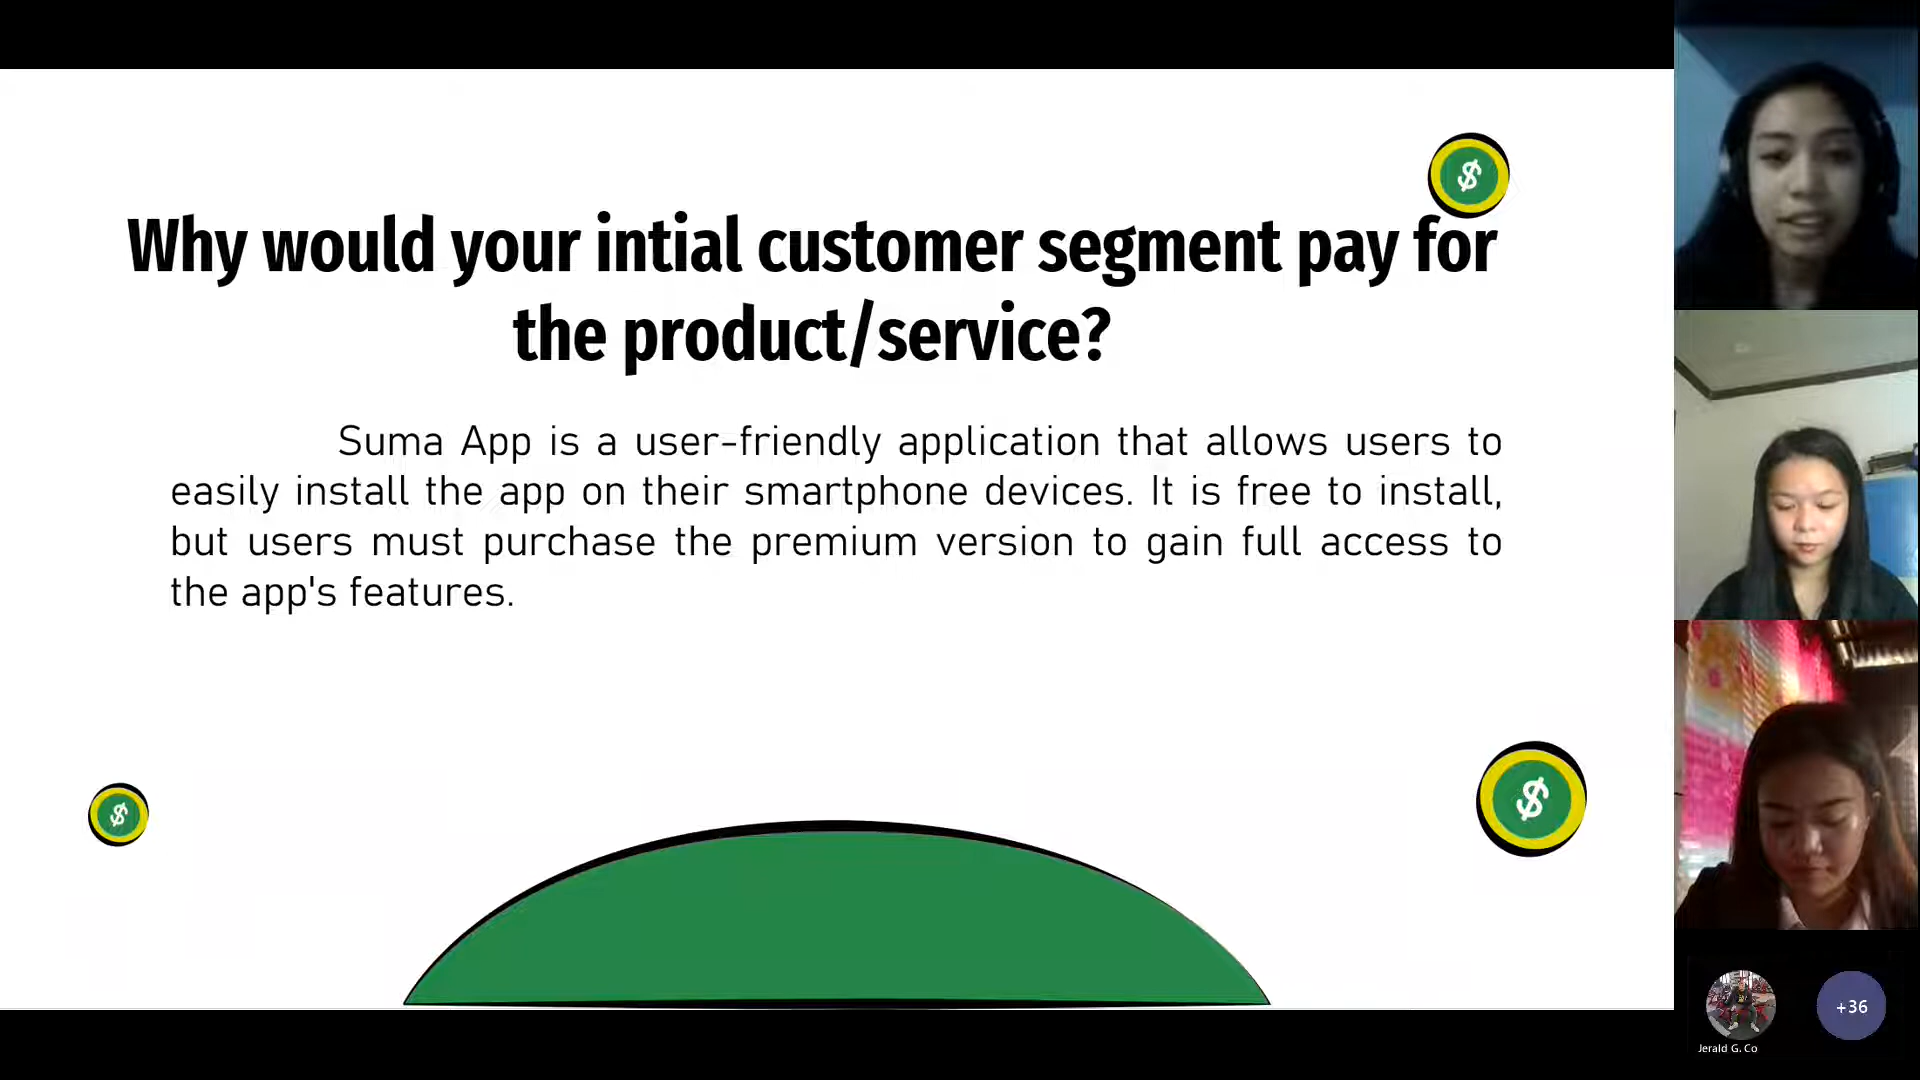 Why would your intial customer segment pay for
the product/service?
Suma App is a user-friendly application that allows users to
easily install the app on their smartphone devices. It is free to install,
but users must purchase the premium version to gain full access to
the app's features.
$
$
$
Jerald G. Co
+36